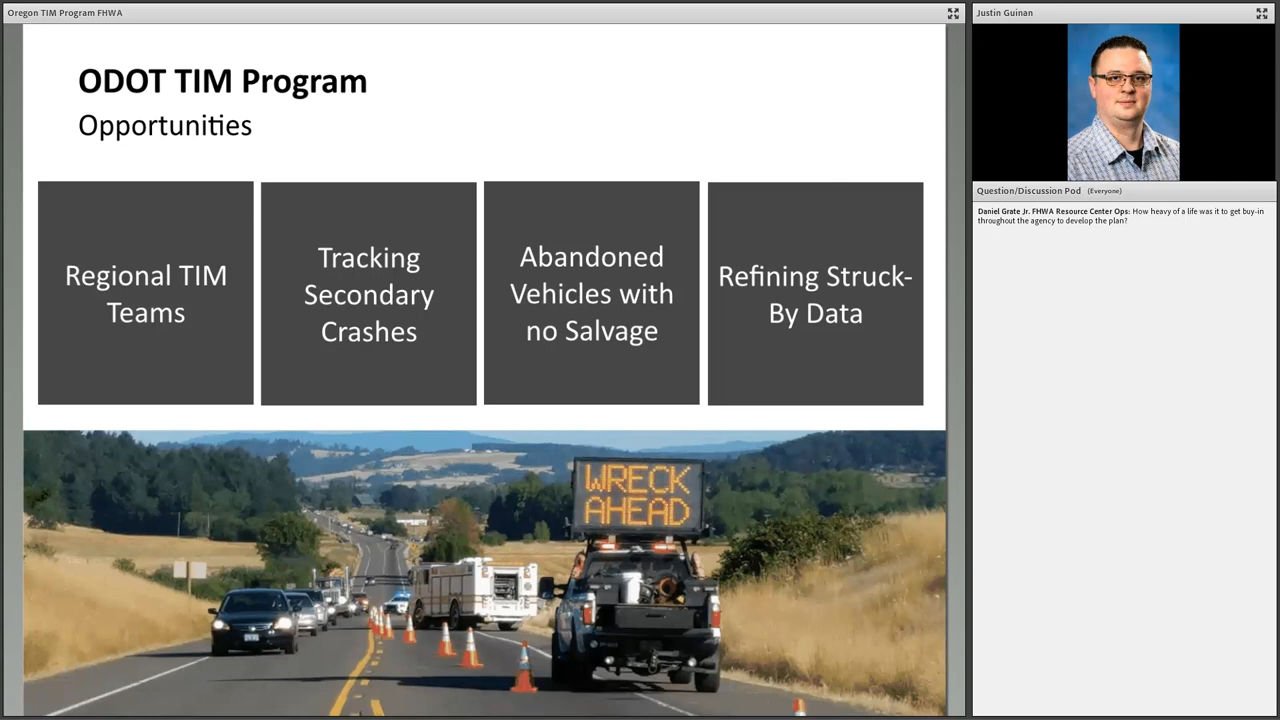 Oregon TIM Program FHWA
ODOT TIM Program
Opportunities
Regional TIM
Teams
Tracking
Secondary
Crashes
Abandoned
Vehicles with
no Salvage
Refining Struck-
By Data
WRECK
AHEAD
Justin Guinan
Question/Discussion Pod (Everyone)
Daniel Grate Jr. FHWA Resource Center Ops: How heavy of a life was it to get buy-in
throughout the agency to develop the plan?